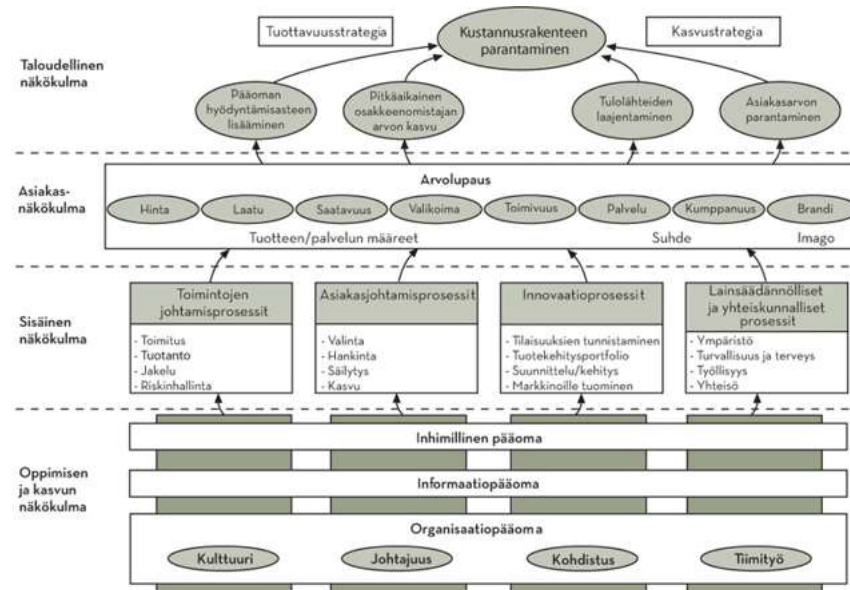 Tuottavuusstrategia
Kustannusrakenteen
parantaminen
Kasvustrategia
Taloudellinen
näkökulma
Pääoman
hyödyntämisasteen
lisääminen
Pitkäaikainen
osakkeenomistajan
arvon kasvu
Tulolähteiden
laajentaminen
Asiakasarvon
parantaminen
Asiakas-
näkökulma
Arvolupaus
Hinta
Laatu
Saatavuus
Valikoima
Toimivuus
Palvelu
Kumppanuus
Brandi
Tuotteen/palvelun määreet
Suhde
Imago
Sisäinen
näkökulma
Toimintojen
johtamisprosessit
- Toimitus
- Tuotanto
- Jakelu
- Riskinhallinta
Asiakasjohtamisprosessit
- Valinta
- Hankinta
- Säilytys
- Kasvu
Innovaatioprosessit
- Tilaisuuksien tunnistaminen
- Tuotekehitysportfolio
- Suunnittelu/kehitys
- Markkinoille tuominen
Lainsäädännölliset
ja yhteiskunnalliset
prosessit
- Ympäristö
- Turvallisuus ja terveys
- Työllisyys
- Yhteisö
Oppimisen
ja kasvun
näkökulma
Inhimillinen pääoma
Informaatiopääoma
Organisaatiopääoma
Kulttuuri
Johtajuus
Kohdistus
Tiimityö